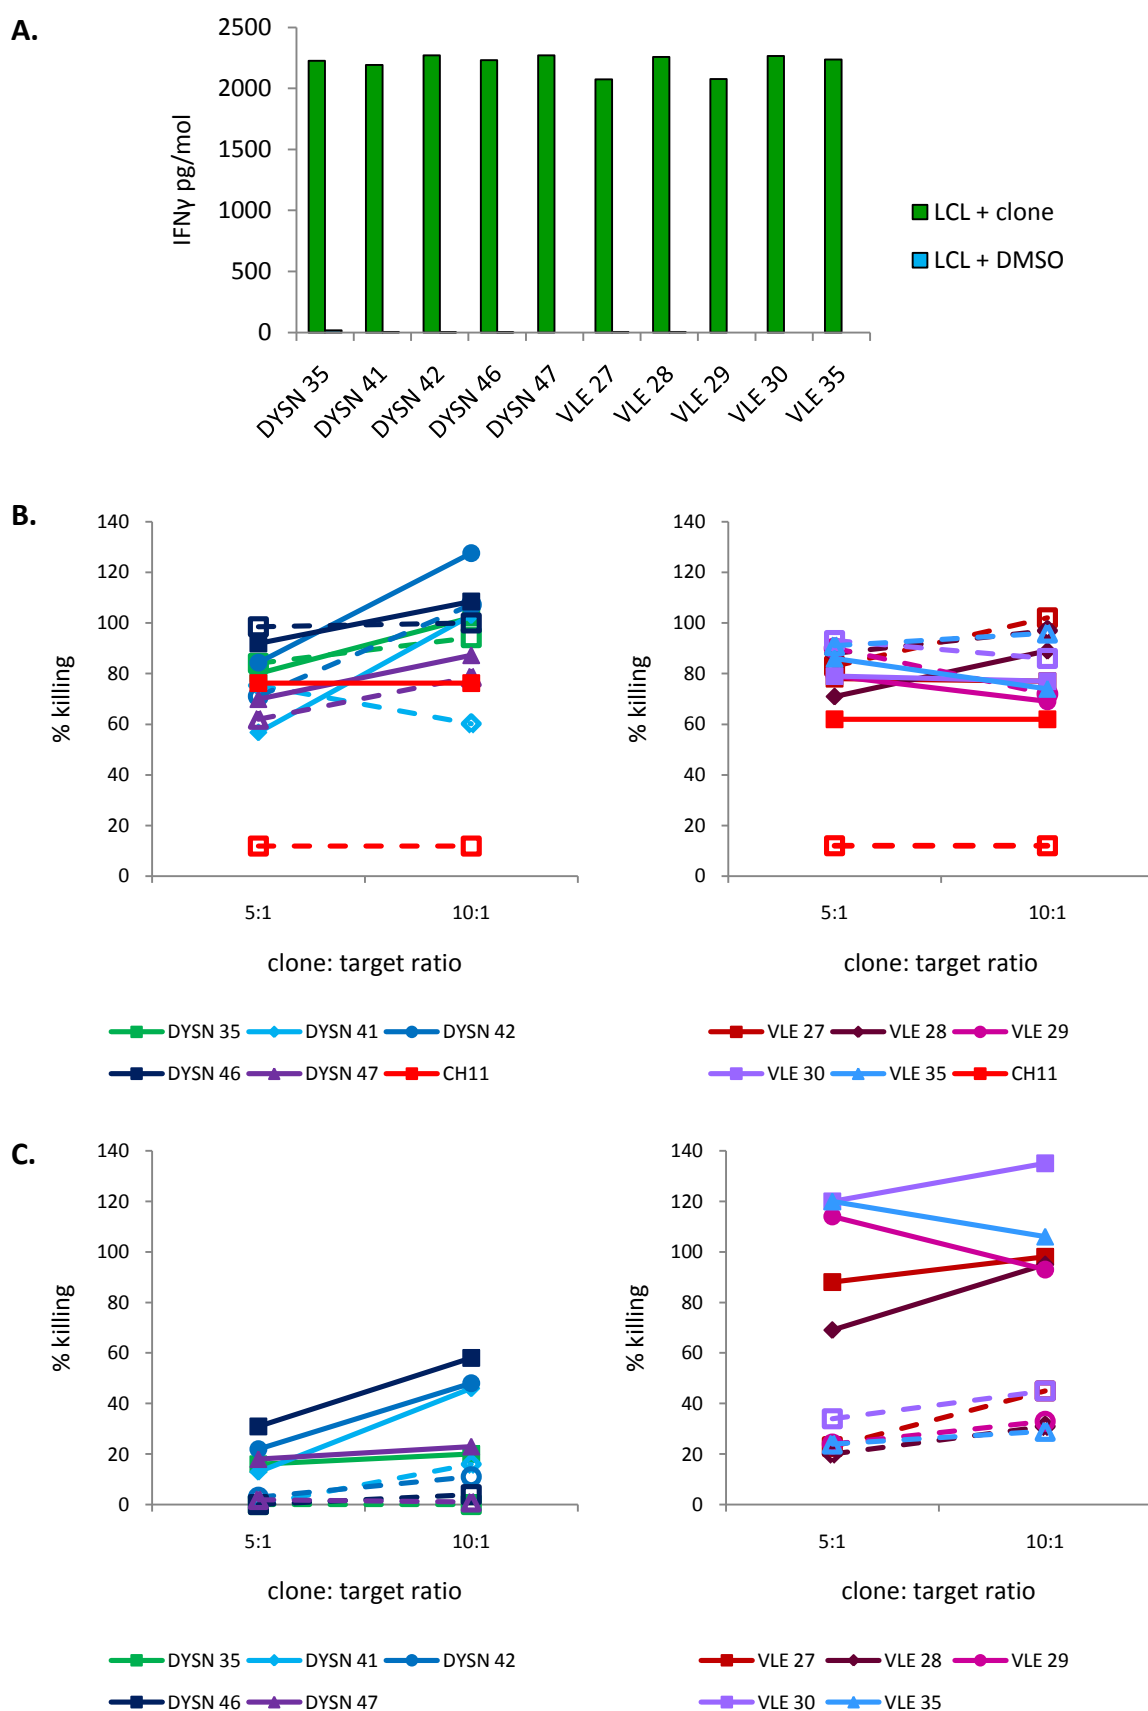 A.
2500
2000
1500
1000
500
0
IFNγ pg/mol
LCL + clone
LCL + DMSO
DYSN 35
DYSN 41
DYSN 42
DYSN 46
DYSN 47
VLE 27
VLE 28
VLE 29
VLE 30
VLE 35
B.
140
120
100
80
60
40
20
0
% killing
5:1
10:1
clone: target ratio
DYSN 35 DYSN 41 DYSN 42
DYSN 46 DYSN 47 CH11
140
120
100
80
60
40
20
0
% killing
5:1
10:1
clone: target ratio
VLE 27 VLE 28 VLE 29
VLE 30 VLE 35 CH11
C.
140
120
100
80
60
40
20
0
% killing
5:1
10:1
clone: target ratio
DYSN 35 DYSN 41 DYSN 42
DYSN 46 DYSN 47
140
120
100
80
60
40
20
0
% killing
5:1
10:1
clone: target ratio
VLE 27 VLE 28 VLE 29
VLE 30 VLE 35